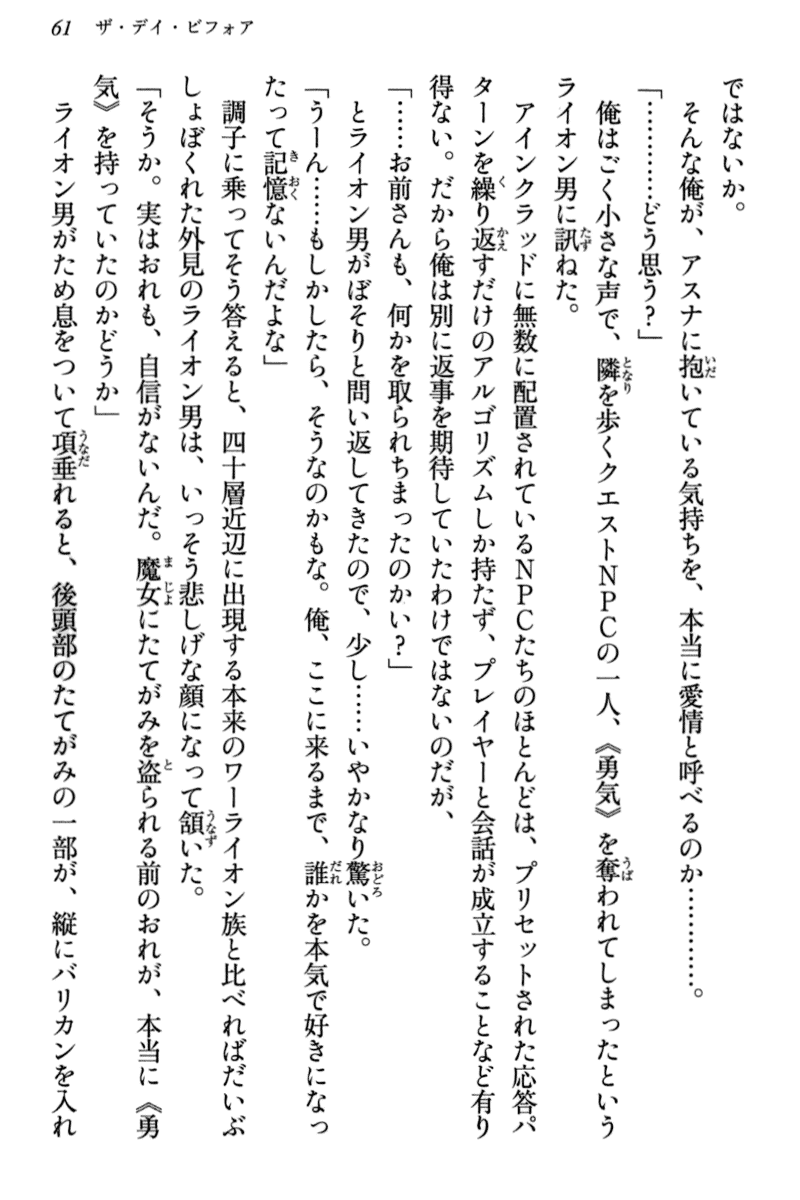 61 ザ・デイ・ビフォア
ではないか。
そんな俺が、アスナに抱いている気持ちを、本当に愛情と呼べるのか…………。
「…………どう思う？」
俺はごく小さな声で、隣を歩くクエストNPCの一人、《勇気》を奪われてしまったという
ライオン男に訊ねた。
アインクラッドに無数に配置されているNPCたちのほとんどは、プリセットされた応答パ
ターンを繰り返すだけのアルゴリズムしか持たず、プレイヤーと会話が成立することなど有り
得ない。だから俺は別に返事を期待していたわけではないのだが、
「……お前さんも、何かを取られちまったのかい？」
とライオン男がぼそりと問い返してきたので、少し……いやかなり驚いた。
「うーん……もしかしたら、そうなのかもな。俺、ここに来るまで、誰かを本気で好きになっ
たって記憶ないんだよな」
調子に乗ってそう答えると、四十層近辺に出現する本来のワーライオン族と比べればだいぶ
しょぼくれた外見のライオン男は、いっそう悲しげな顔になって頷いた。
「そうか。実はおれも、自信がないんだ。魔女にたてがみを盗られる前のおれが、本当に《勇
気》を持っていたのかどうか」
ライオン男がため息をついて項垂れると、後頭部のたてがみの一部が、縦にバリカンを入れ